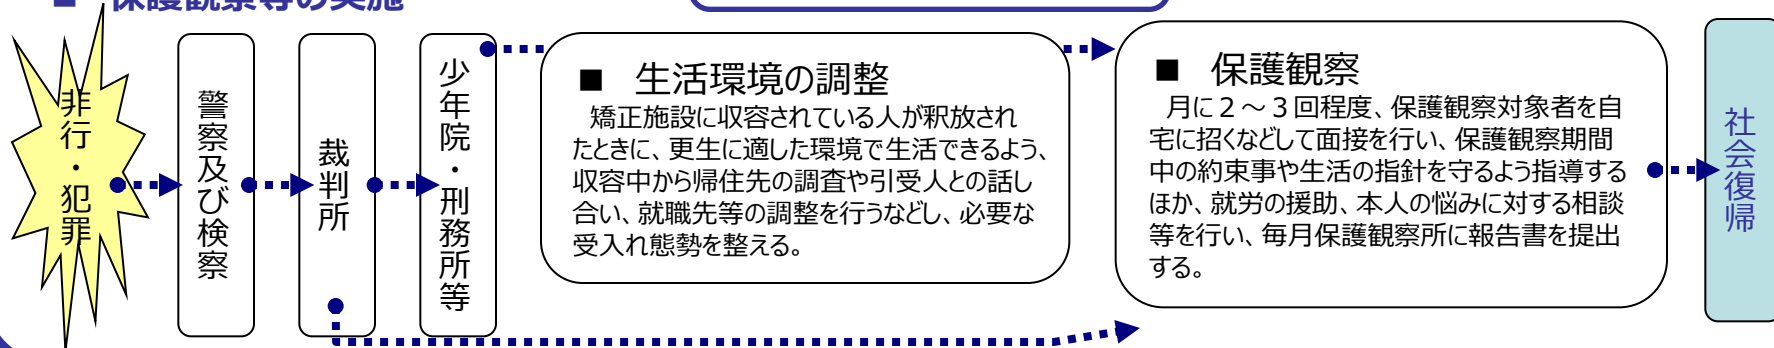 ■ 保護観察等の実施
非行・犯罪
警察及び検察
裁判所
少年院・刑務所等
■ 生活環境の調整
矯正施設に収容されている人が釈放され
たときに、更生に適した環境で生活できるよう、
収容中から帰住先の調査や引受人との話し
合い、就職先等の調整を行うなどし、必要な
受入れ態勢を整える。
■ 保護観察
月に２～３回程度、保護観察対象者を自
宅に招くなどして面接を行い、保護観察期間
中の約束事や生活の指針を守るよう指導する
ほか、就労の援助、本人の悩みに対する相談
等を行い、毎月保護観察所に報告書を提出
する。
社会復帰